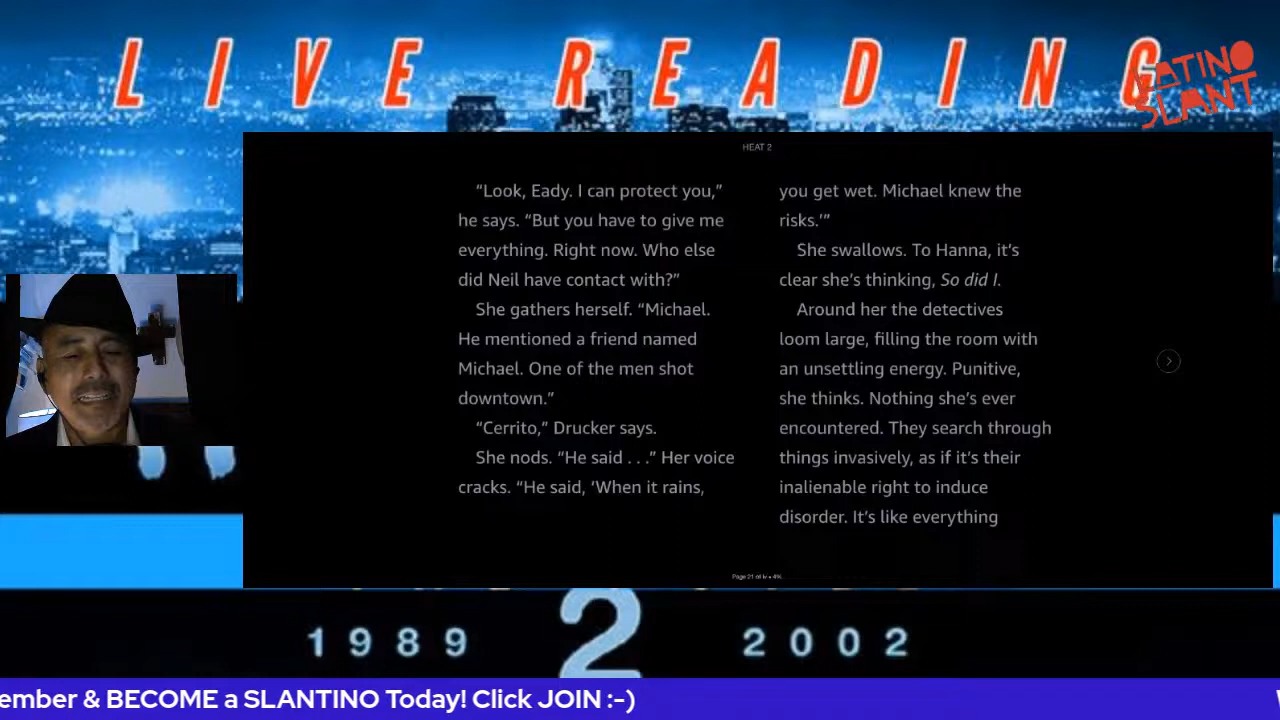 LIVE READING
LATINO
SLANT
HEAT 2
“Look, Eady. I can protect you,”
he says. “But you have to give me
everything. Right now. Who else
did Neil have contact with?”
She gathers herself. “Michael.
He mentioned a friend named
Michael. One of the men shot
downtown.”
“Cerrito,” Drucker says.
She nods. “He said . . .” Her voice
cracks. “He said, ‘When it rains,
you get wet. Michael knew the
risks.’”
She swallows. To Hanna, it’s
clear she’s thinking, So did I.
Around her the detectives
loom large, filling the room with
an unsettling energy. Punitive,
she thinks. Nothing she’s ever
encountered. They search through
things invasively, as if it’s their
inalienable right to induce
disorder. It’s like everything
Page 21 of lv • 4%
1989 2 2002
ember & BECOME a SLANTINO Today! Click JOIN :-)